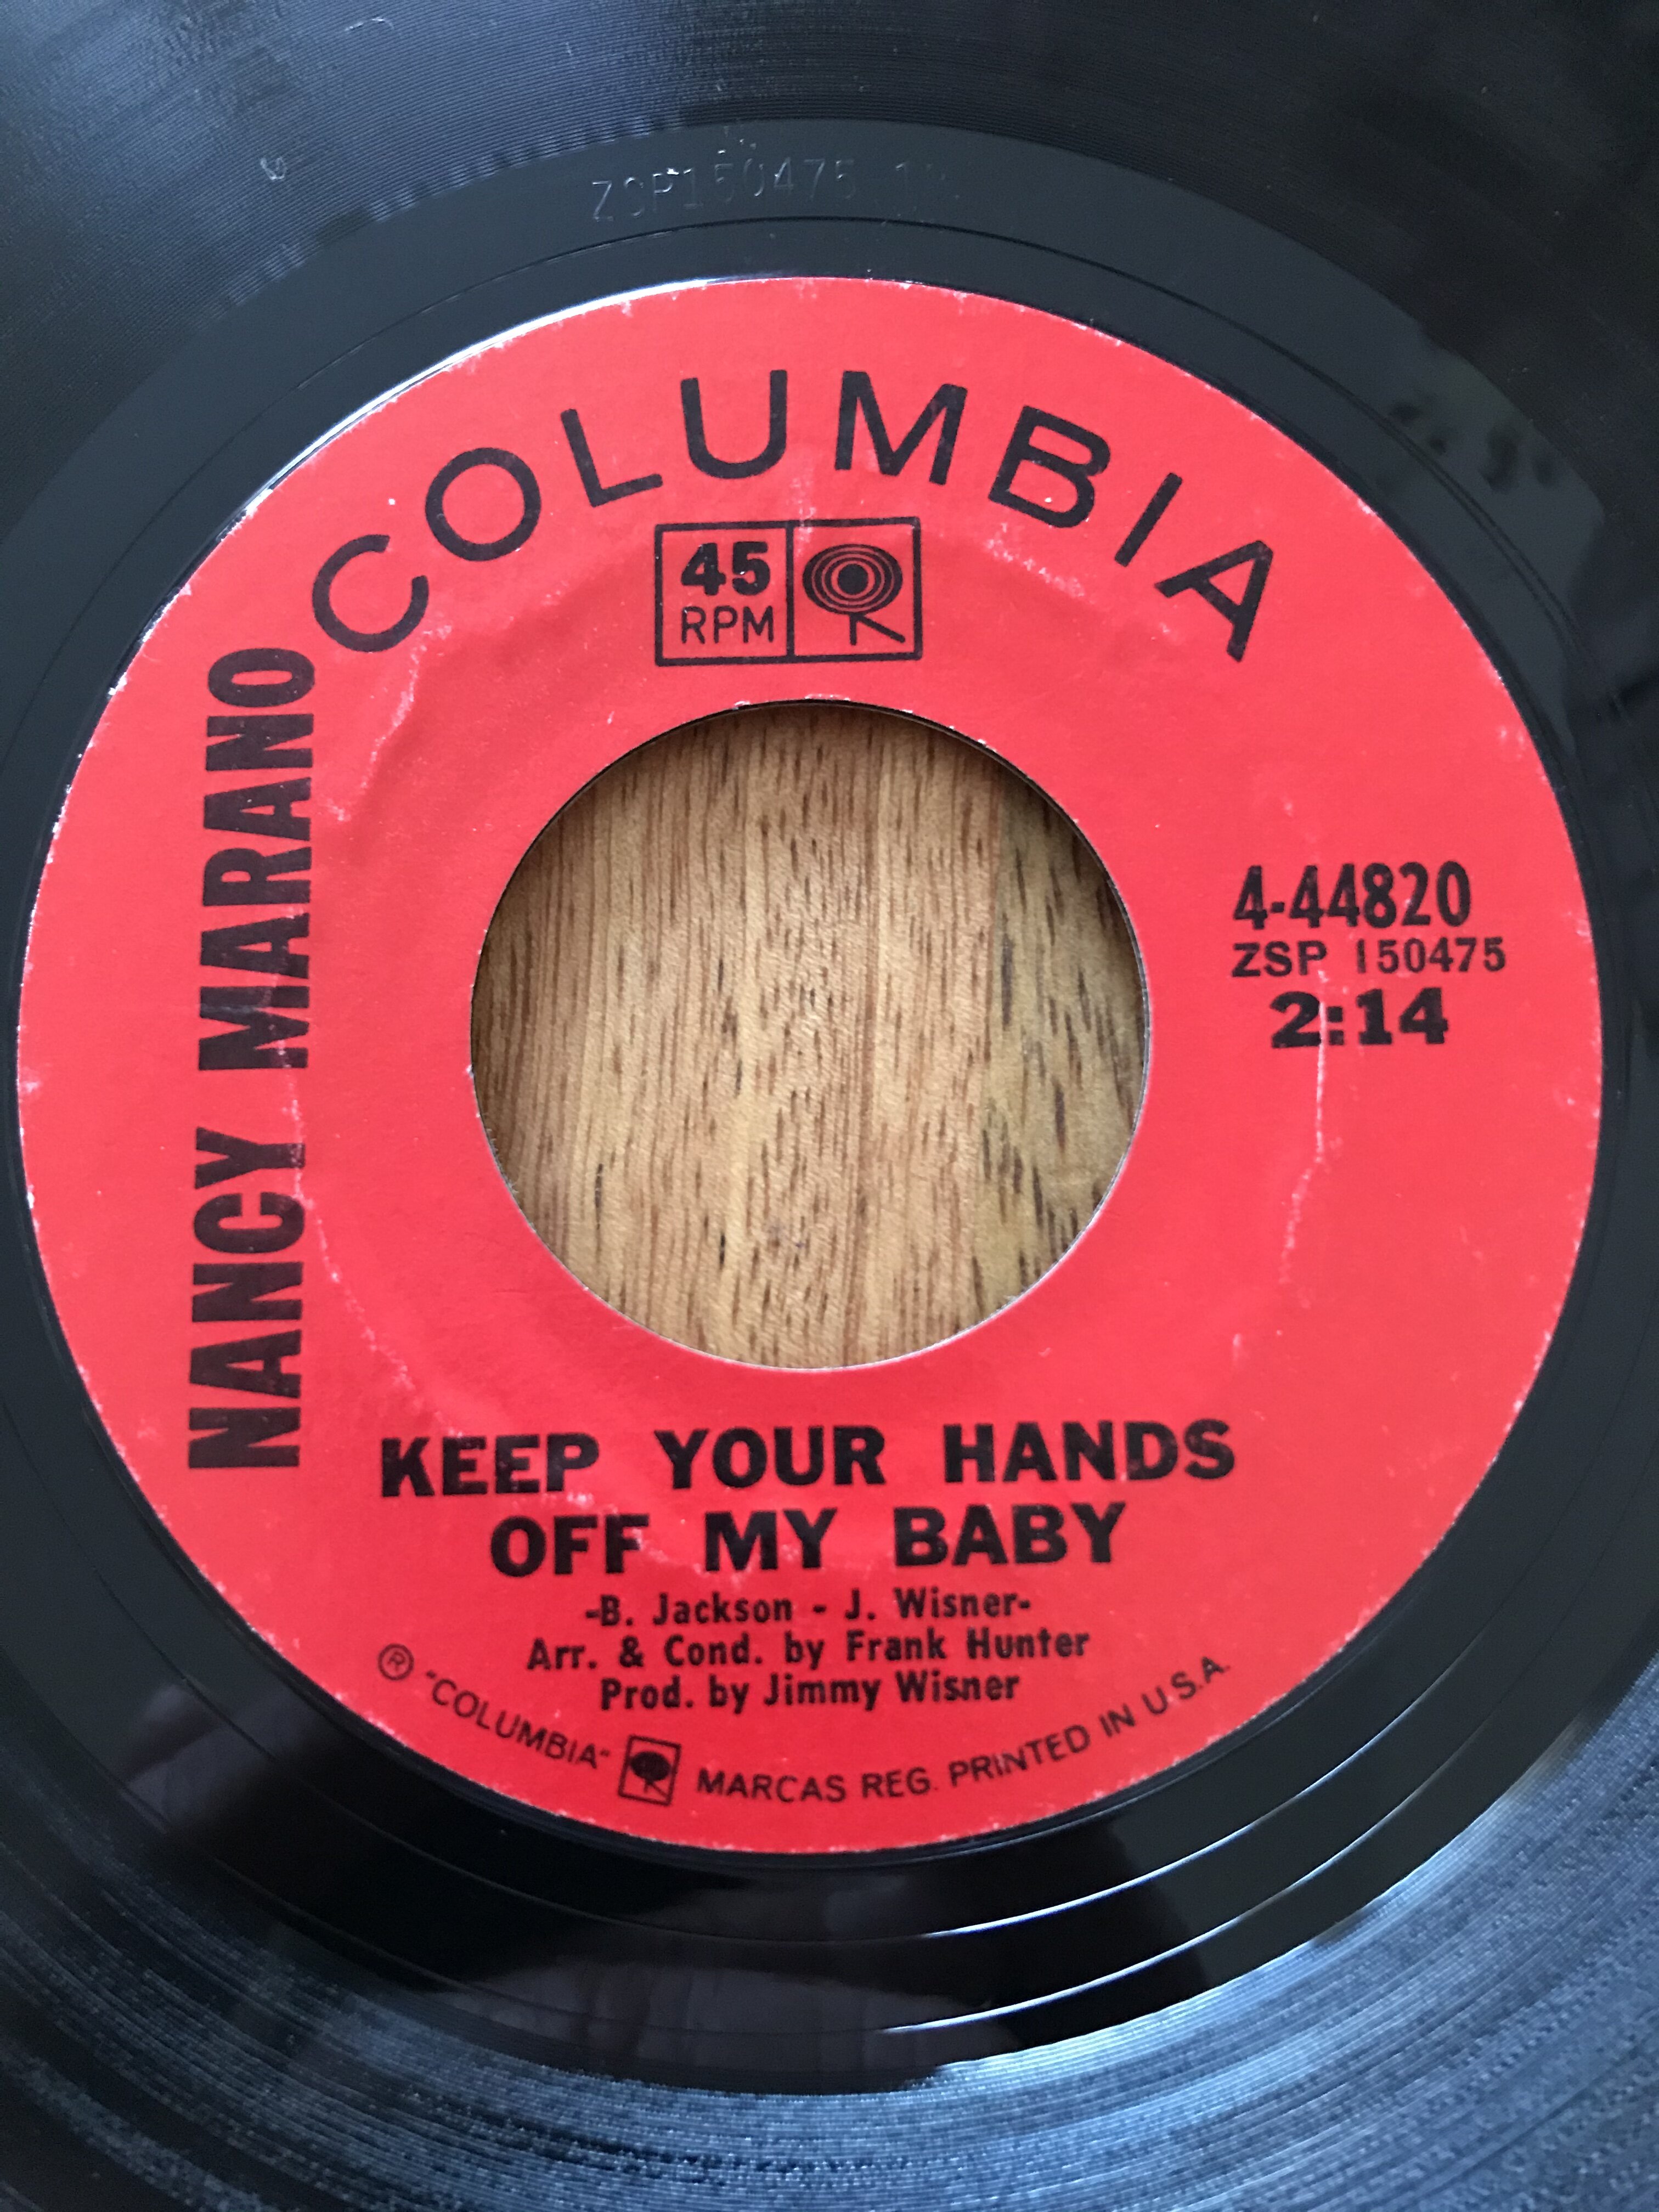 ZSP150475
COLUMBIA
45
RPM
NANCY MARANO
4-44820
ZSP 150475
2:14
KEEP YOUR HANDS
OFF MY BABY
-B. Jackson - J. Wisner-
Arr. & Cond. by Frank Hunter
Prod. by Jimmy Wisner
® "COLUMBIA" MARCAS REG. PRINTED IN U.S.A.